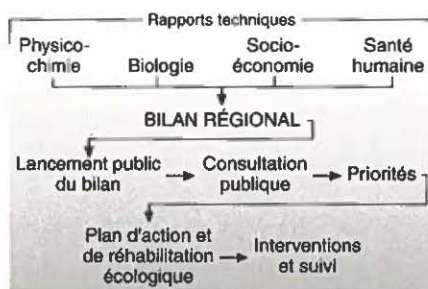 Rapports techniques
Physico-
chimie
Biologie
Socio-
économie
Santé
humaine
BILAN RÉGIONAL
Lancement public
du bilan
Consultation
publique
Priorités
Plan d'action et
de réhabilitation
écologique
Interventions
et suivi